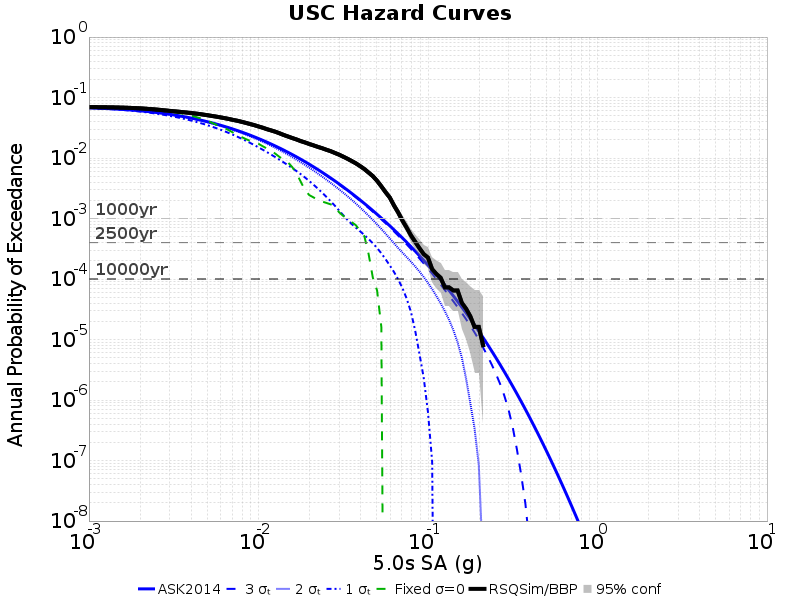 USC Hazard Curves
Annual Probability of Exceedance
10^0
10^-1
10^-2
10^-3
10^-4
10^-5
10^-6
10^-7
10^-8
1000yr
2500yr
10000yr
10^-3 10^-2 10^-1 10^0 10^1
5.0s SA (g)
ASK2014 3 σₜ 2 σₜ 1 σₜ Fixed σ=0 RSQSim/BBP 95% conf